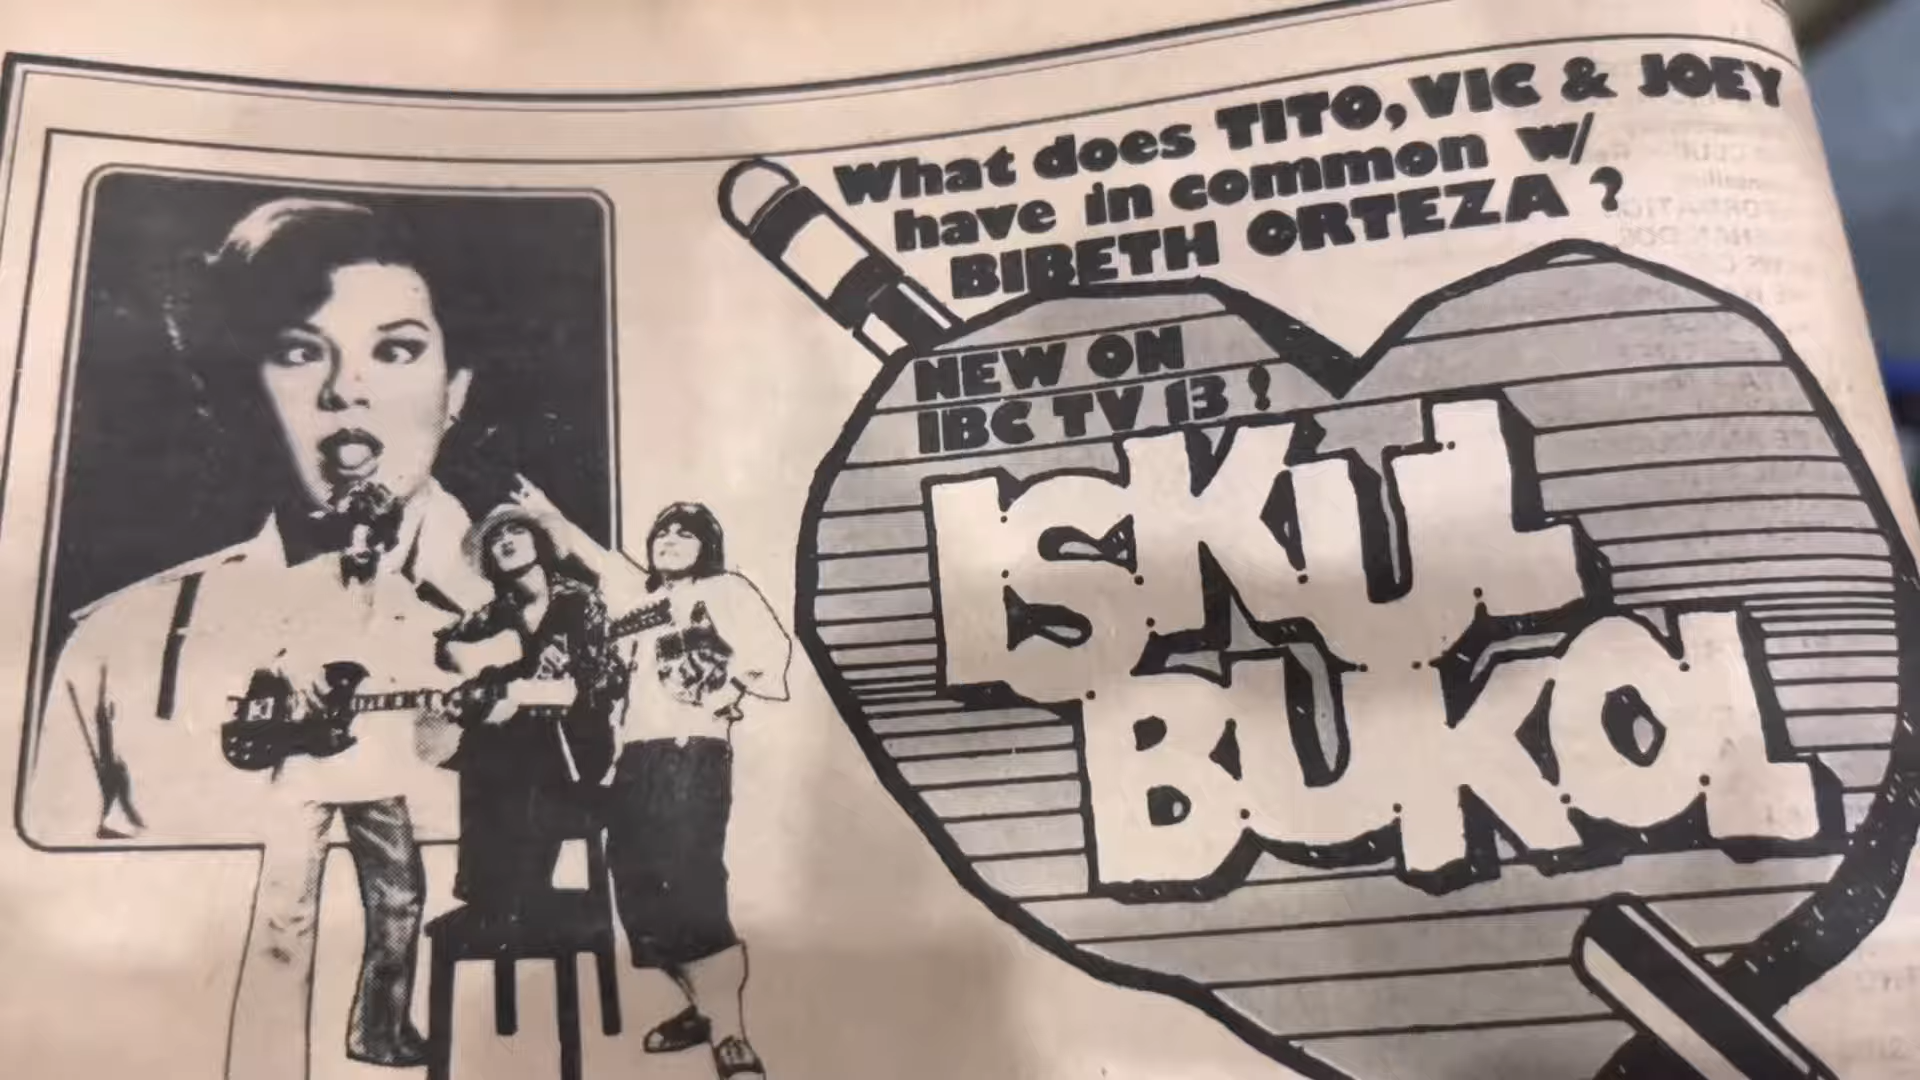 What does TITO, VIC & JOEY
have in common w/
BIBETH ORTEZA ?
NEW ON
IBC TV 13 !
ISKUL
BUKOL